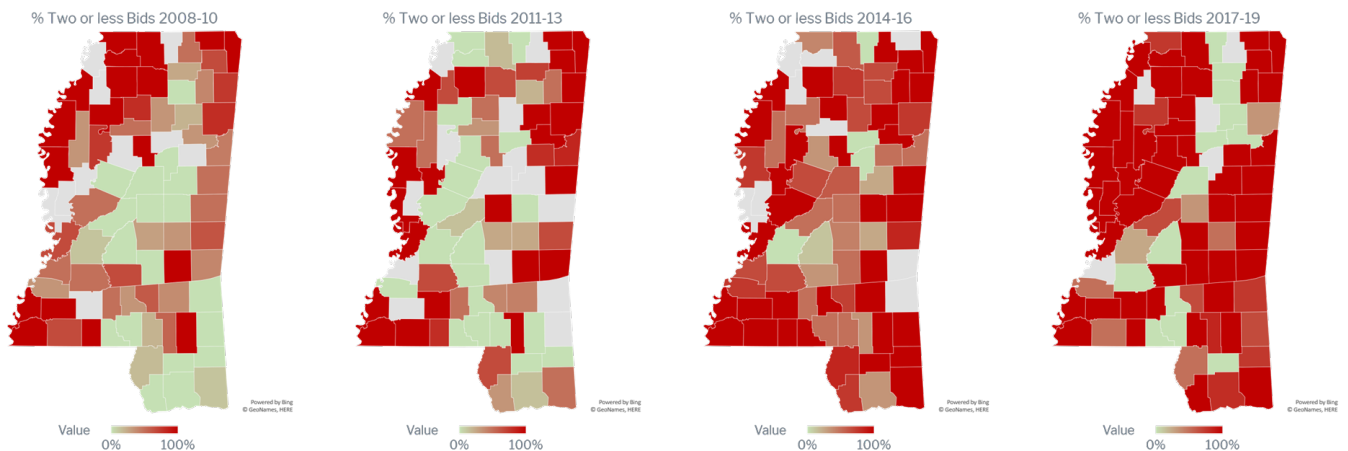 % Two or less Bids 2008-10
% Two or less Bids 2011-13
% Two or less Bids 2014-16
% Two or less Bids 2017-19
Powered by Bing
© GeoNames, HERE
Powered by Bing
© GeoNames, HERE
Powered by Bing
© GeoNames, HERE
Powered by Bing
© GeoNames, HERE
Value
0% 100%
Value
0% 100%
Value
0% 100%
Value
0% 100%